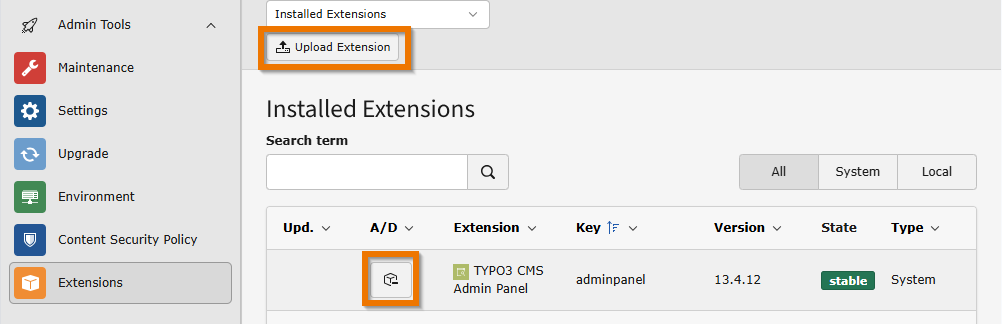 Admin Tools
Maintenance
Settings
Upgrade
Environment
Content Security Policy
Extensions
Installed Extensions
Upload Extension
Installed Extensions
Search term
All System Local
Upd. A/D Extension Key Version State Type
TYPO3 CMS
Admin Panel adminpanel 13.4.12 stable System